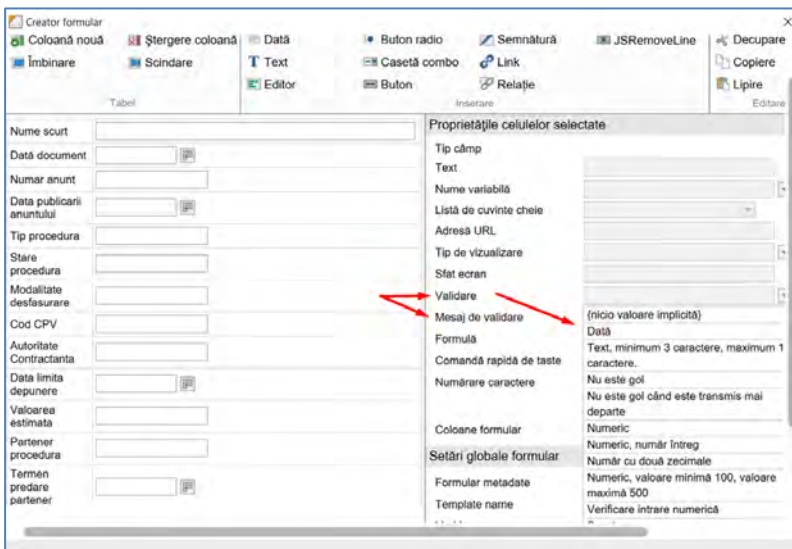 Creator formular
Coloană nouă
Ștergere coloană
Dată
Buton radio
Semnătură
JSRemoveLine
Decupare
Îmbinare
Scindare
Text
Casetă combo
Link
Copiere
Editor
Buton
Relație
Lipire
Tabel
Inserare
Editare
Nume scurt
Dată document
Numar anunt
Data publicarii
anuntului
Tip procedura
Stare
procedura
Modalitate
desfasurare
Cod CPV
Autoritate
Contractanta
Data limita
depunere
Valoarea
estimata
Partener
procedura
Termen
predare
partener
Proprietățile celulelor selectate
Tip câmp
Text
Nume variabilă
Listă de cuvinte cheie
Adresă URL
Tip de vizualizare
Sfat ecran
Validare
Mesaj de validare
Formulă
Comandă rapidă de taste
Numărare caractere
Coloane formular
Setări globale formular
Formular metadate
Template name
{nicio valoare implicită}
Dată
Text, minimum 3 caractere, maximum 1
caractere.
Nu este gol
Nu este gol când este transmis mai
departe
Numeric
Numeric, număr întreg
Număr cu două zecimale
Numeric, valoare minimă 100, valoare
maximă 500
Verificare intrare numerică